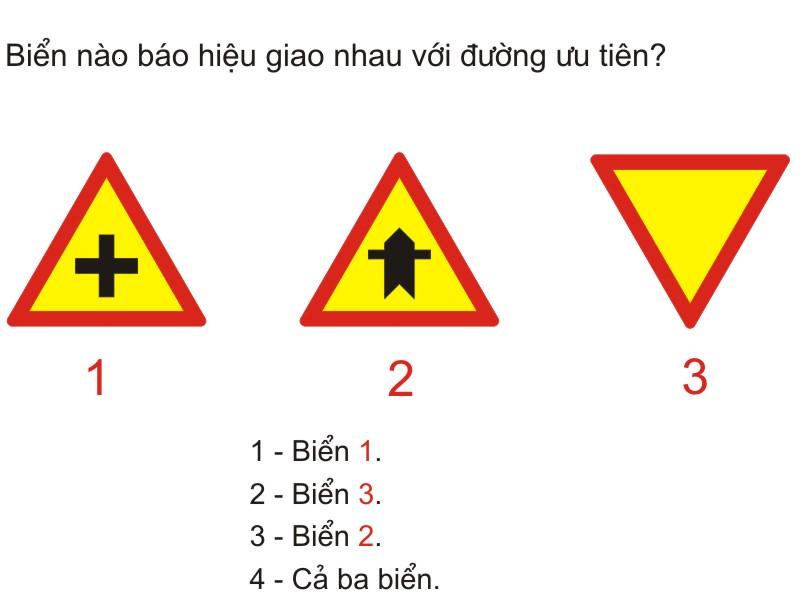 Biển nào báo hiệu giao nhau với đường ưu tiên?
1 2 3
1 - Biển 1.
2 - Biển 3.
3 - Biển 2.
4 - Cả ba biển.